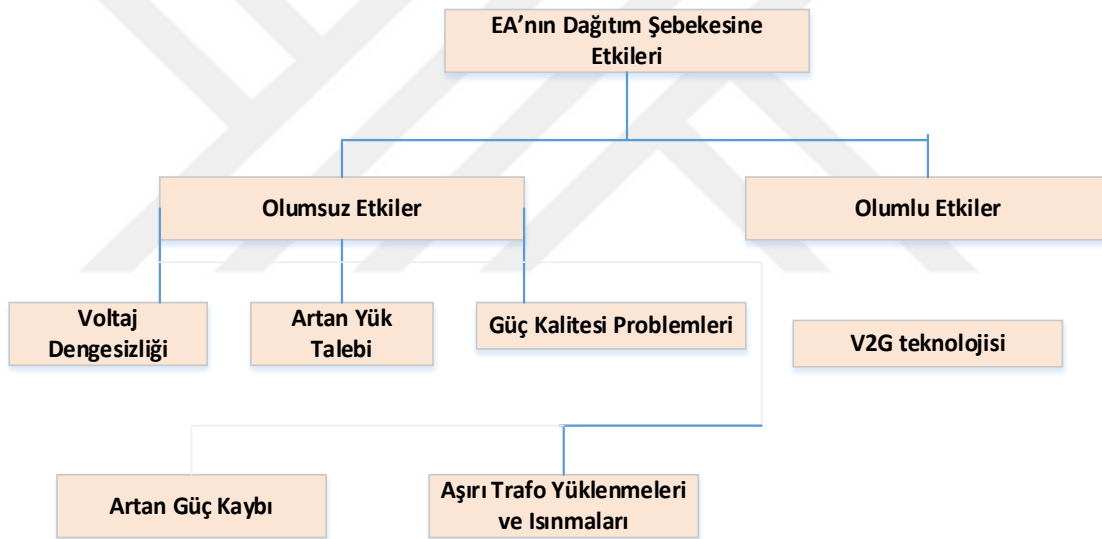 EA’nın Dağıtım Şebekesine
Etkileri
Olumsuz Etkiler
Olumlu Etkiler
Voltaj
Dengesizliği
Artan Yük
Talebi
Güç Kalitesi Problemleri
V2G teknolojisi
Artan Güç Kaybı
Aşırı Trafo Yüklenmeleri
ve Isınmaları